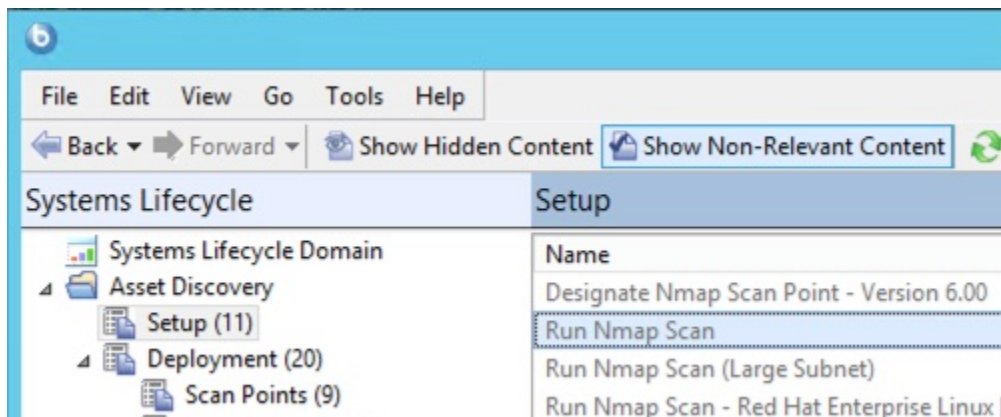 File Edit View Go Tools Help
Back Forward Show Hidden Content Show Non-Relevant Content
Systems Lifecycle
Setup
Systems Lifecycle Domain
Asset Discovery
Setup (11)
Deployment (20)
Scan Points (9)
Name
Designate Nmap Scan Point - Version 6.00
Run Nmap Scan
Run Nmap Scan (Large Subnet)
Run Nmap Scan - Red Hat Enterprise Linux